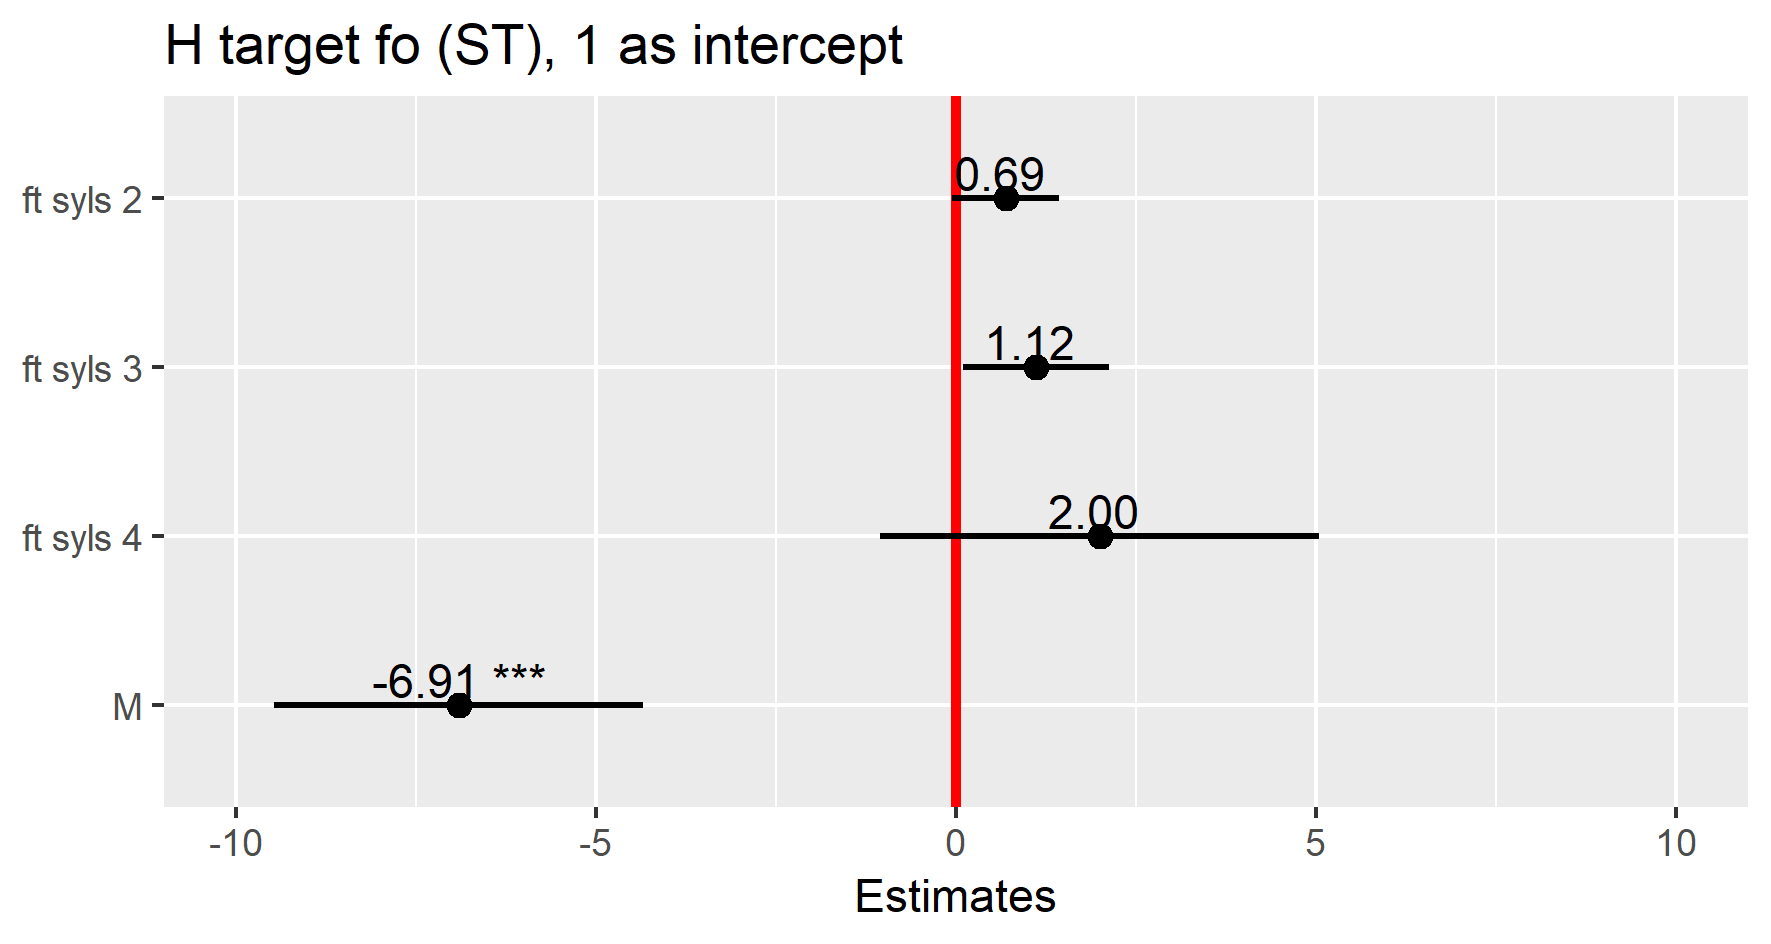 H target fo (ST), 1 as intercept
ft syls 2
0.69
ft syls 3
1.12
ft syls 4
2.00
M
-6.91 ***
-10 -5 0 5 10
Estimates